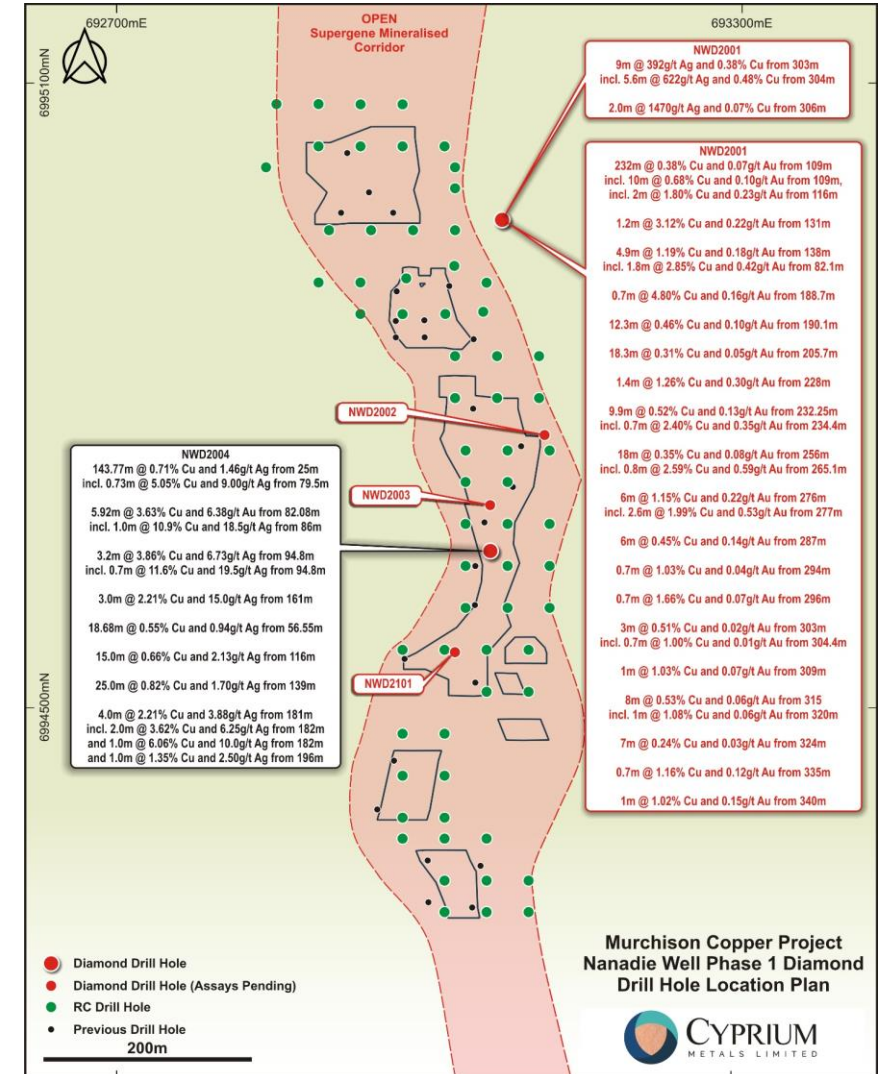 692700mE
693300mE
OPEN
Supergene Mineralised
Corridor
6995100mN
NWD2001
9m @ 392g/t Ag and 0.38% Cu from 303m
incl. 5.6m @ 622g/t Ag and 0.48% Cu from 304m
2.0m @ 1470g/t Ag and 0.07% Cu from 306m
NWD2001
232m @ 0.38% Cu and 0.07g/t Au from 109m
incl. 10m @ 0.68% Cu and 0.10g/t Au from 109m,
incl. 2m @ 1.80% Cu and 0.23g/t Au from 116m
1.2m @ 3.12% Cu and 0.22g/t Au from 131m
4.9m @ 1.19% Cu and 0.18g/t Au from 138m
incl. 1.8m @ 2.85% Cu and 0.42g/t Au from 82.1m
0.7m @ 4.80% Cu and 0.16g/t Au from 188.7m
12.3m @ 0.46% Cu and 0.10g/t Au from 190.1m
18.3m @ 0.31% Cu and 0.05g/t Au from 205.7m
1.4m @ 1.26% Cu and 0.30g/t Au from 228m
9.9m @ 0.52% Cu and 0.13g/t Au from 232.25m
incl. 0.7m @ 2.40% Cu and 0.35g/t Au from 234.4m
18m @ 0.35% Cu and 0.08g/t Au from 256m
incl. 0.8m @ 2.59% Cu and 0.59g/t Au from 265.1m
6m @ 1.15% Cu and 0.22g/t Au from 276m
incl. 2.6m @ 1.99% Cu and 0.53g/t Au from 277m
6m @ 0.45% Cu and 0.14g/t Au from 287m
0.7m @ 1.03% Cu and 0.04g/t Au from 294m
0.7m @ 1.66% Cu and 0.07g/t Au from 296m
3m @ 0.51% Cu and 0.02g/t Au from 303m
incl. 0.7m @ 1.00% Cu and 0.01g/t Au from 304.4m
1m @ 1.03% Cu and 0.07g/t Au from 309m
8m @ 0.53% Cu and 0.06g/t Au from 315
incl. 1m @ 1.08% Cu and 0.06g/t Au from 320m
7m @ 0.24% Cu and 0.03g/t Au from 324m
0.7m @ 1.16% Cu and 0.12g/t Au from 335m
1m @ 1.02% Cu and 0.15g/t Au from 340m
NWD2002
NWD2003
NWD2004
143.77m @ 0.71% Cu and 1.46g/t Ag from 25m
incl. 0.73m @ 5.05% Cu and 9.00g/t Ag from 79.5m
5.92m @ 3.63% Cu and 6.38g/t Au from 82.08m
incl. 1.0m @ 10.9% Cu and 18.5g/t Ag from 86m
3.2m @ 3.86% Cu and 6.73g/t Ag from 94.8m
incl. 0.7m @ 11.6% Cu and 19.5g/t Ag from 94.8m
3.0m @ 2.21% Cu and 15.0g/t Ag from 161m
18.68m @ 0.55% Cu and 0.94g/t Ag from 56.55m
15.0m @ 0.66% Cu and 2.13g/t Ag from 116m
25.0m @ 0.82% Cu and 1.70g/t Ag from 139m
4.0m @ 2.21% Cu and 3.88g/t Ag from 181m
incl. 2.0m @ 3.62% Cu and 6.25g/t Ag from 182m
and 1.0m @ 6.06% Cu and 10.0g/t Ag from 182m
and 1.0m @ 1.35% Cu and 2.50g/t Ag from 196m
NWD2101
6994500mN
Diamond Drill Hole
Diamond Drill Hole (Assays Pending)
RC Drill Hole
Previous Drill Hole
200m
Murchison Copper Project
Nanadie Well Phase 1 Diamond
Drill Hole Location Plan
CYPRIUM
METALS LIMITED